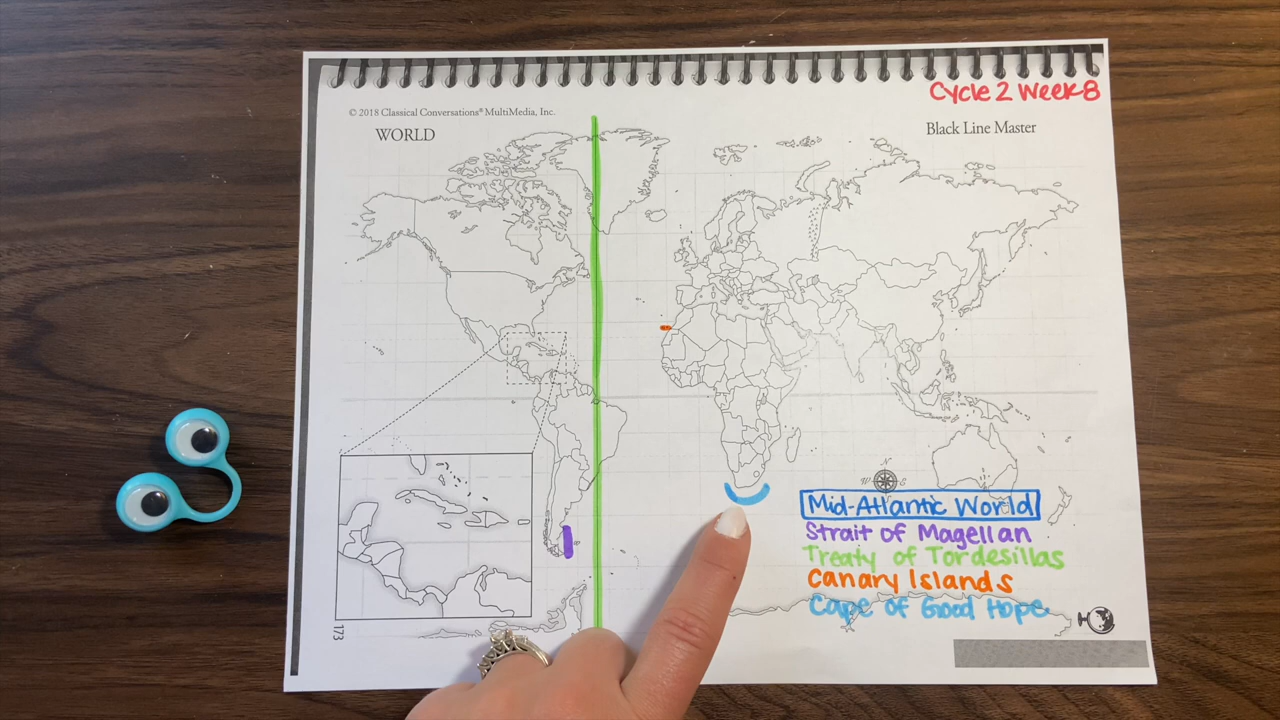 Cycle 2 Week 8
© 2018 Classical Conversations® MultiMedia, Inc.
WORLD
Black Line Master
N
W
Mid-Atlantic World
Strait of Magellan
Treaty of Tordesillas
Canary Islands
Cape of Good Hope
173